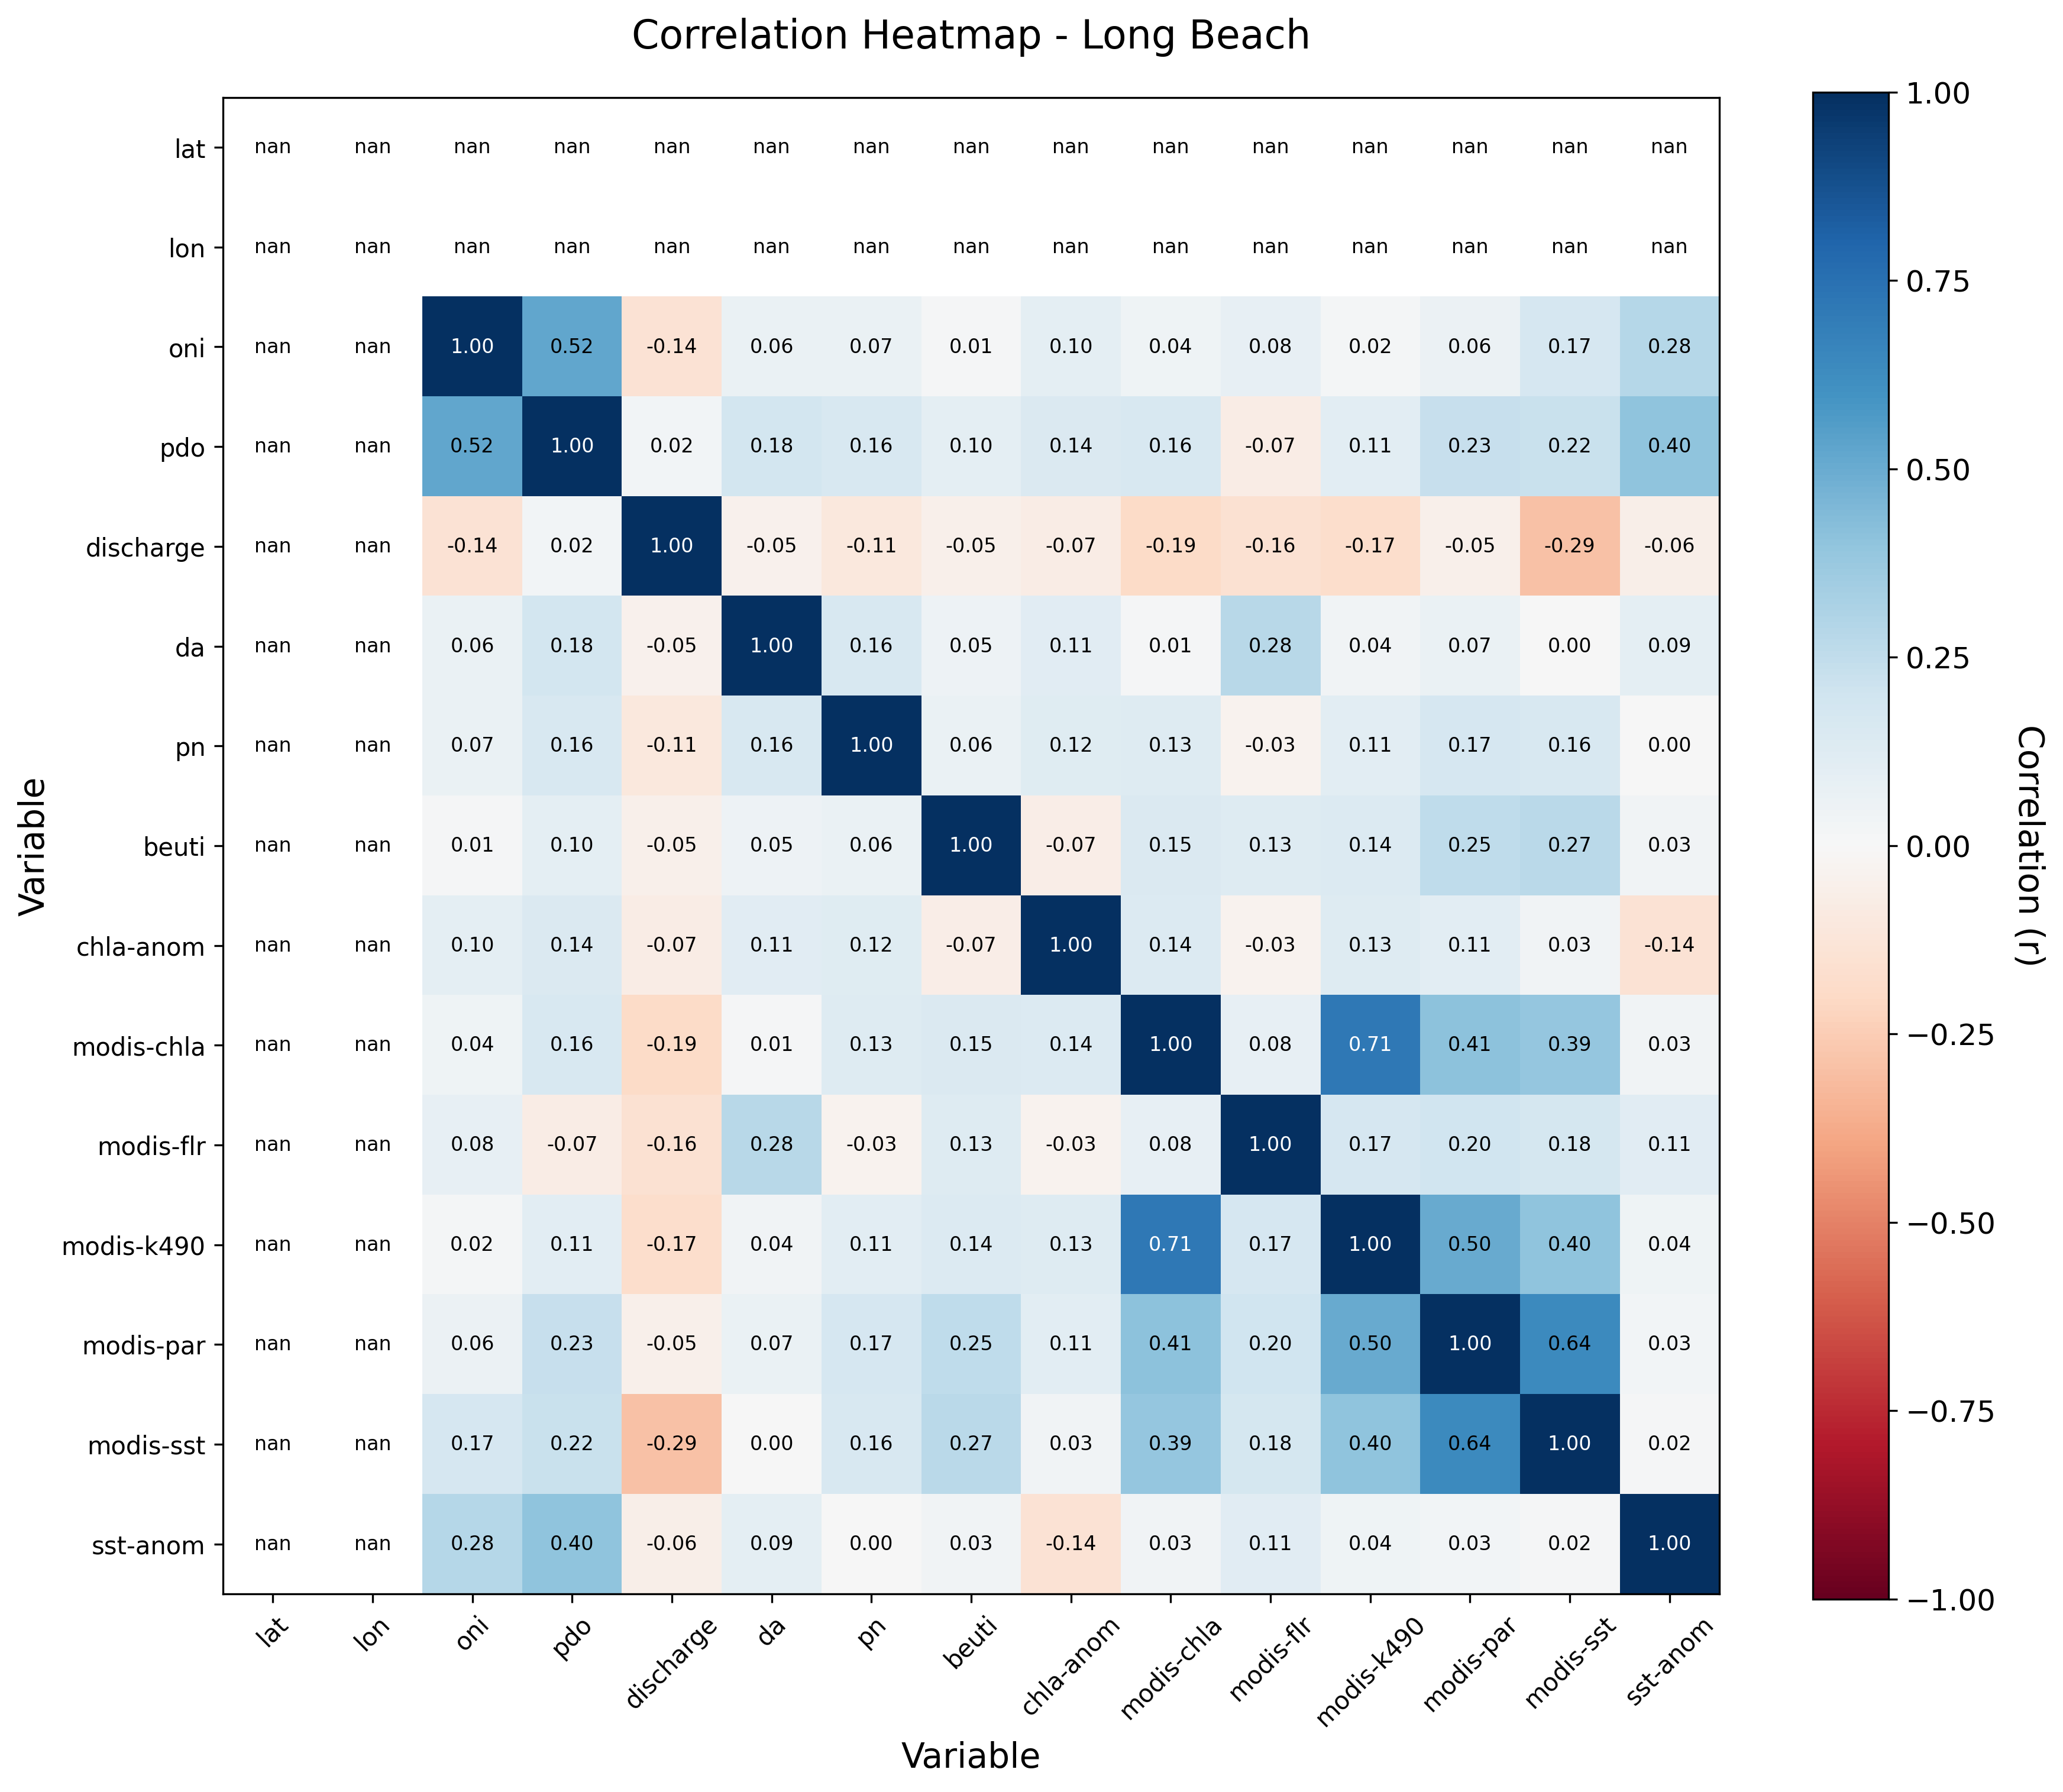 Correlation Heatmap - Long Beach
lat nan nan nan nan nan nan nan nan nan nan nan nan nan nan nan
lon nan nan nan nan nan nan nan nan nan nan nan nan nan nan nan
oni nan nan 1.00 0.52 -0.14 0.06 0.07 0.01 0.10 0.04 0.08 0.02 0.06 0.17 0.28
pdo nan nan 0.52 1.00 0.02 0.18 0.16 0.10 0.14 0.16 -0.07 0.11 0.23 0.22 0.40
discharge nan nan -0.14 0.02 1.00 -0.05 -0.11 -0.05 -0.07 -0.19 -0.16 -0.17 -0.05 -0.29 -0.06
da nan nan 0.06 0.18 -0.05 1.00 0.16 0.05 0.11 0.01 0.28 0.04 0.07 0.00 0.09
pn nan nan 0.07 0.16 -0.11 0.16 1.00 0.06 0.12 0.13 -0.03 0.11 0.17 0.16 0.00
beuti nan nan 0.01 0.10 -0.05 0.05 0.06 1.00 -0.07 0.15 0.13 0.14 0.25 0.27 0.03
chla-anom nan nan 0.10 0.14 -0.07 0.11 0.12 -0.07 1.00 0.14 -0.03 0.13 0.11 0.03 -0.14
modis-chla nan nan 0.04 0.16 -0.19 0.01 0.13 0.15 0.14 1.00 0.08 0.71 0.41 0.39 0.03
modis-flr nan nan 0.08 -0.07 -0.16 0.28 -0.03 0.13 -0.03 0.08 1.00 0.17 0.20 0.18 0.11
modis-k490 nan nan 0.02 0.11 -0.17 0.04 0.11 0.14 0.13 0.71 0.17 1.00 0.50 0.40 0.04
modis-par nan nan 0.06 0.23 -0.05 0.07 0.17 0.25 0.11 0.41 0.20 0.50 1.00 0.64 0.03
modis-sst nan nan 0.17 0.22 -0.29 0.00 0.16 0.27 0.03 0.39 0.18 0.40 0.64 1.00 0.02
sst-anom nan nan 0.28 0.40 -0.06 0.09 0.00 0.03 -0.14 0.03 0.11 0.04 0.03 0.02 1.00
lat lon oni pdo discharge da pn beuti chla-anom modis-chla modis-flr modis-k490 modis-par modis-sst sst-anom
Variable
Variable
1.00
0.75
0.50
0.25
0.00
−0.25
−0.50
−0.75
−1.00
Correlation (r)